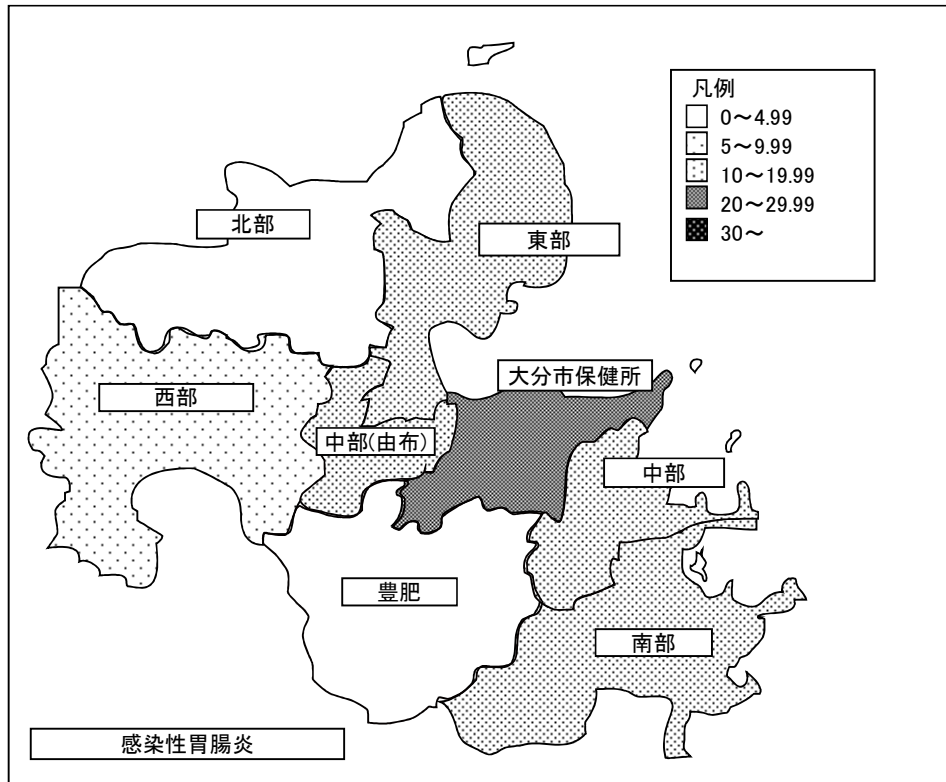 凡例
0～4.99
5～9.99
10～19.99
20～29.99
30～
北部
東部
大分市保健所
西部
中部(由布)
中部
豊肥
南部
感染性胃腸炎